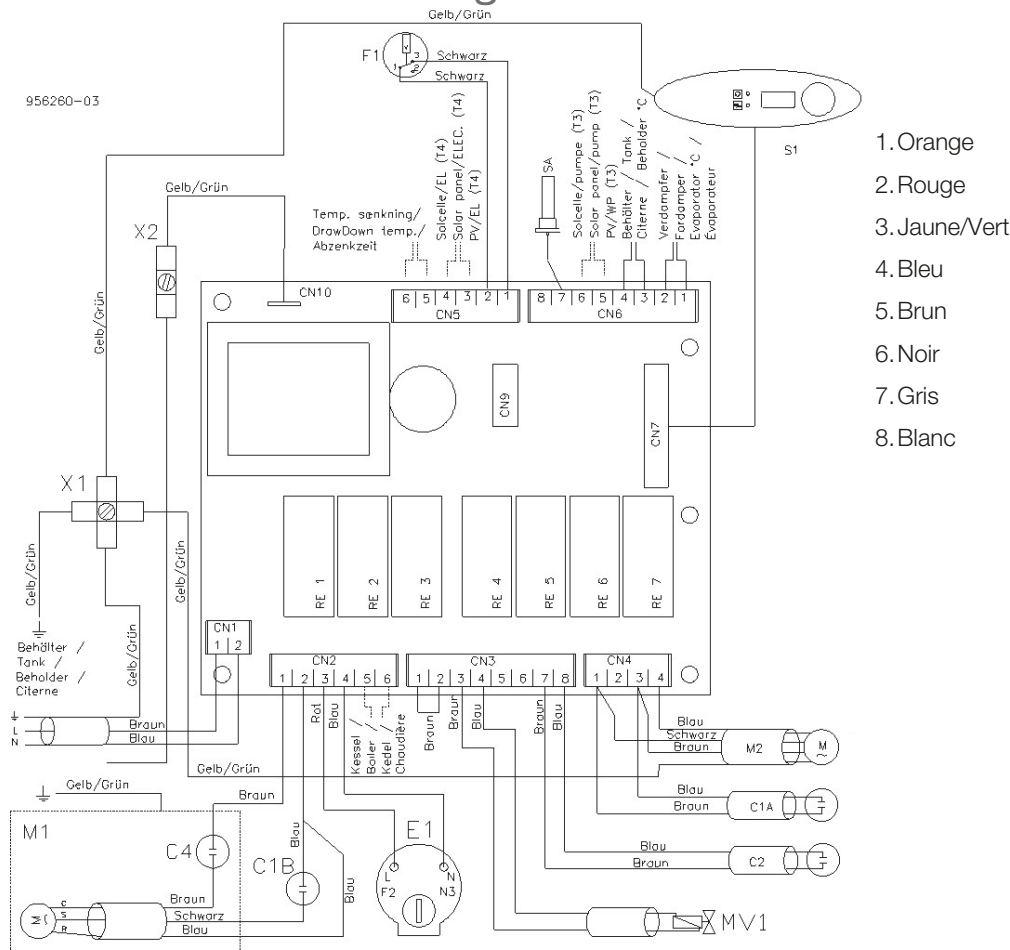 Gelb/Grün
F1
3
1
2
Schwarz
Schwarz
956260-03
S1
1.Orange
2.Rouge
3.Jaune/Vert
4.Bleu
5.Brun
6.Noir
7.Gris
8.Blanc
Gelb/Grün
X2
Temp. senkning/
DrawDown temp./
Abzenkzeit
Solcelle/EL (T4)
Solar panel/ELEC. (T4)
PV/EL (T4)
SA
Solcelle/pumpe (T3)
Solar panel/pump (T3)
PV/WP (T3)
Behälter / Tank /
Citerne / Beholder °C
Verdampfer /
Fordamper /
Evaporator °C /
Évaporateur
Gelb/Grün
CN10
6 5 4 3 2 1
CN5
8 7 6 5 4 3 2 1
CN6
CN9
CN7
X1
Gelb/Grün
Gelb/Grün
Gelb/Grün
RE 1
RE 2
RE 3
RE 4
RE 5
RE 6
RE 7
Behälter /
Tank /
Beholder /
Citerne
CN1
1 2
CN2
1 2 3 4 5 6
CN3
1 2 3 4 5 6 7 8
CN4
1 2 3 4
L
N
Braun
Blau
Rot
Blau
Kessel /
Boiler /
Kedel /
Chaudière
Braun
Braun
Blau
Braun
Blau
Blau
Schwarz
Braun
M2
M
~
Gelb/Grün
Gelb/Grün
Braun
Blau
Braun
C1A
M1
C4
Blau
C1B
Blau
E1
L
N
F2
N3
Blau
Braun
C2
C
S
R
M
Braun
Schwarz
Blau
MV1